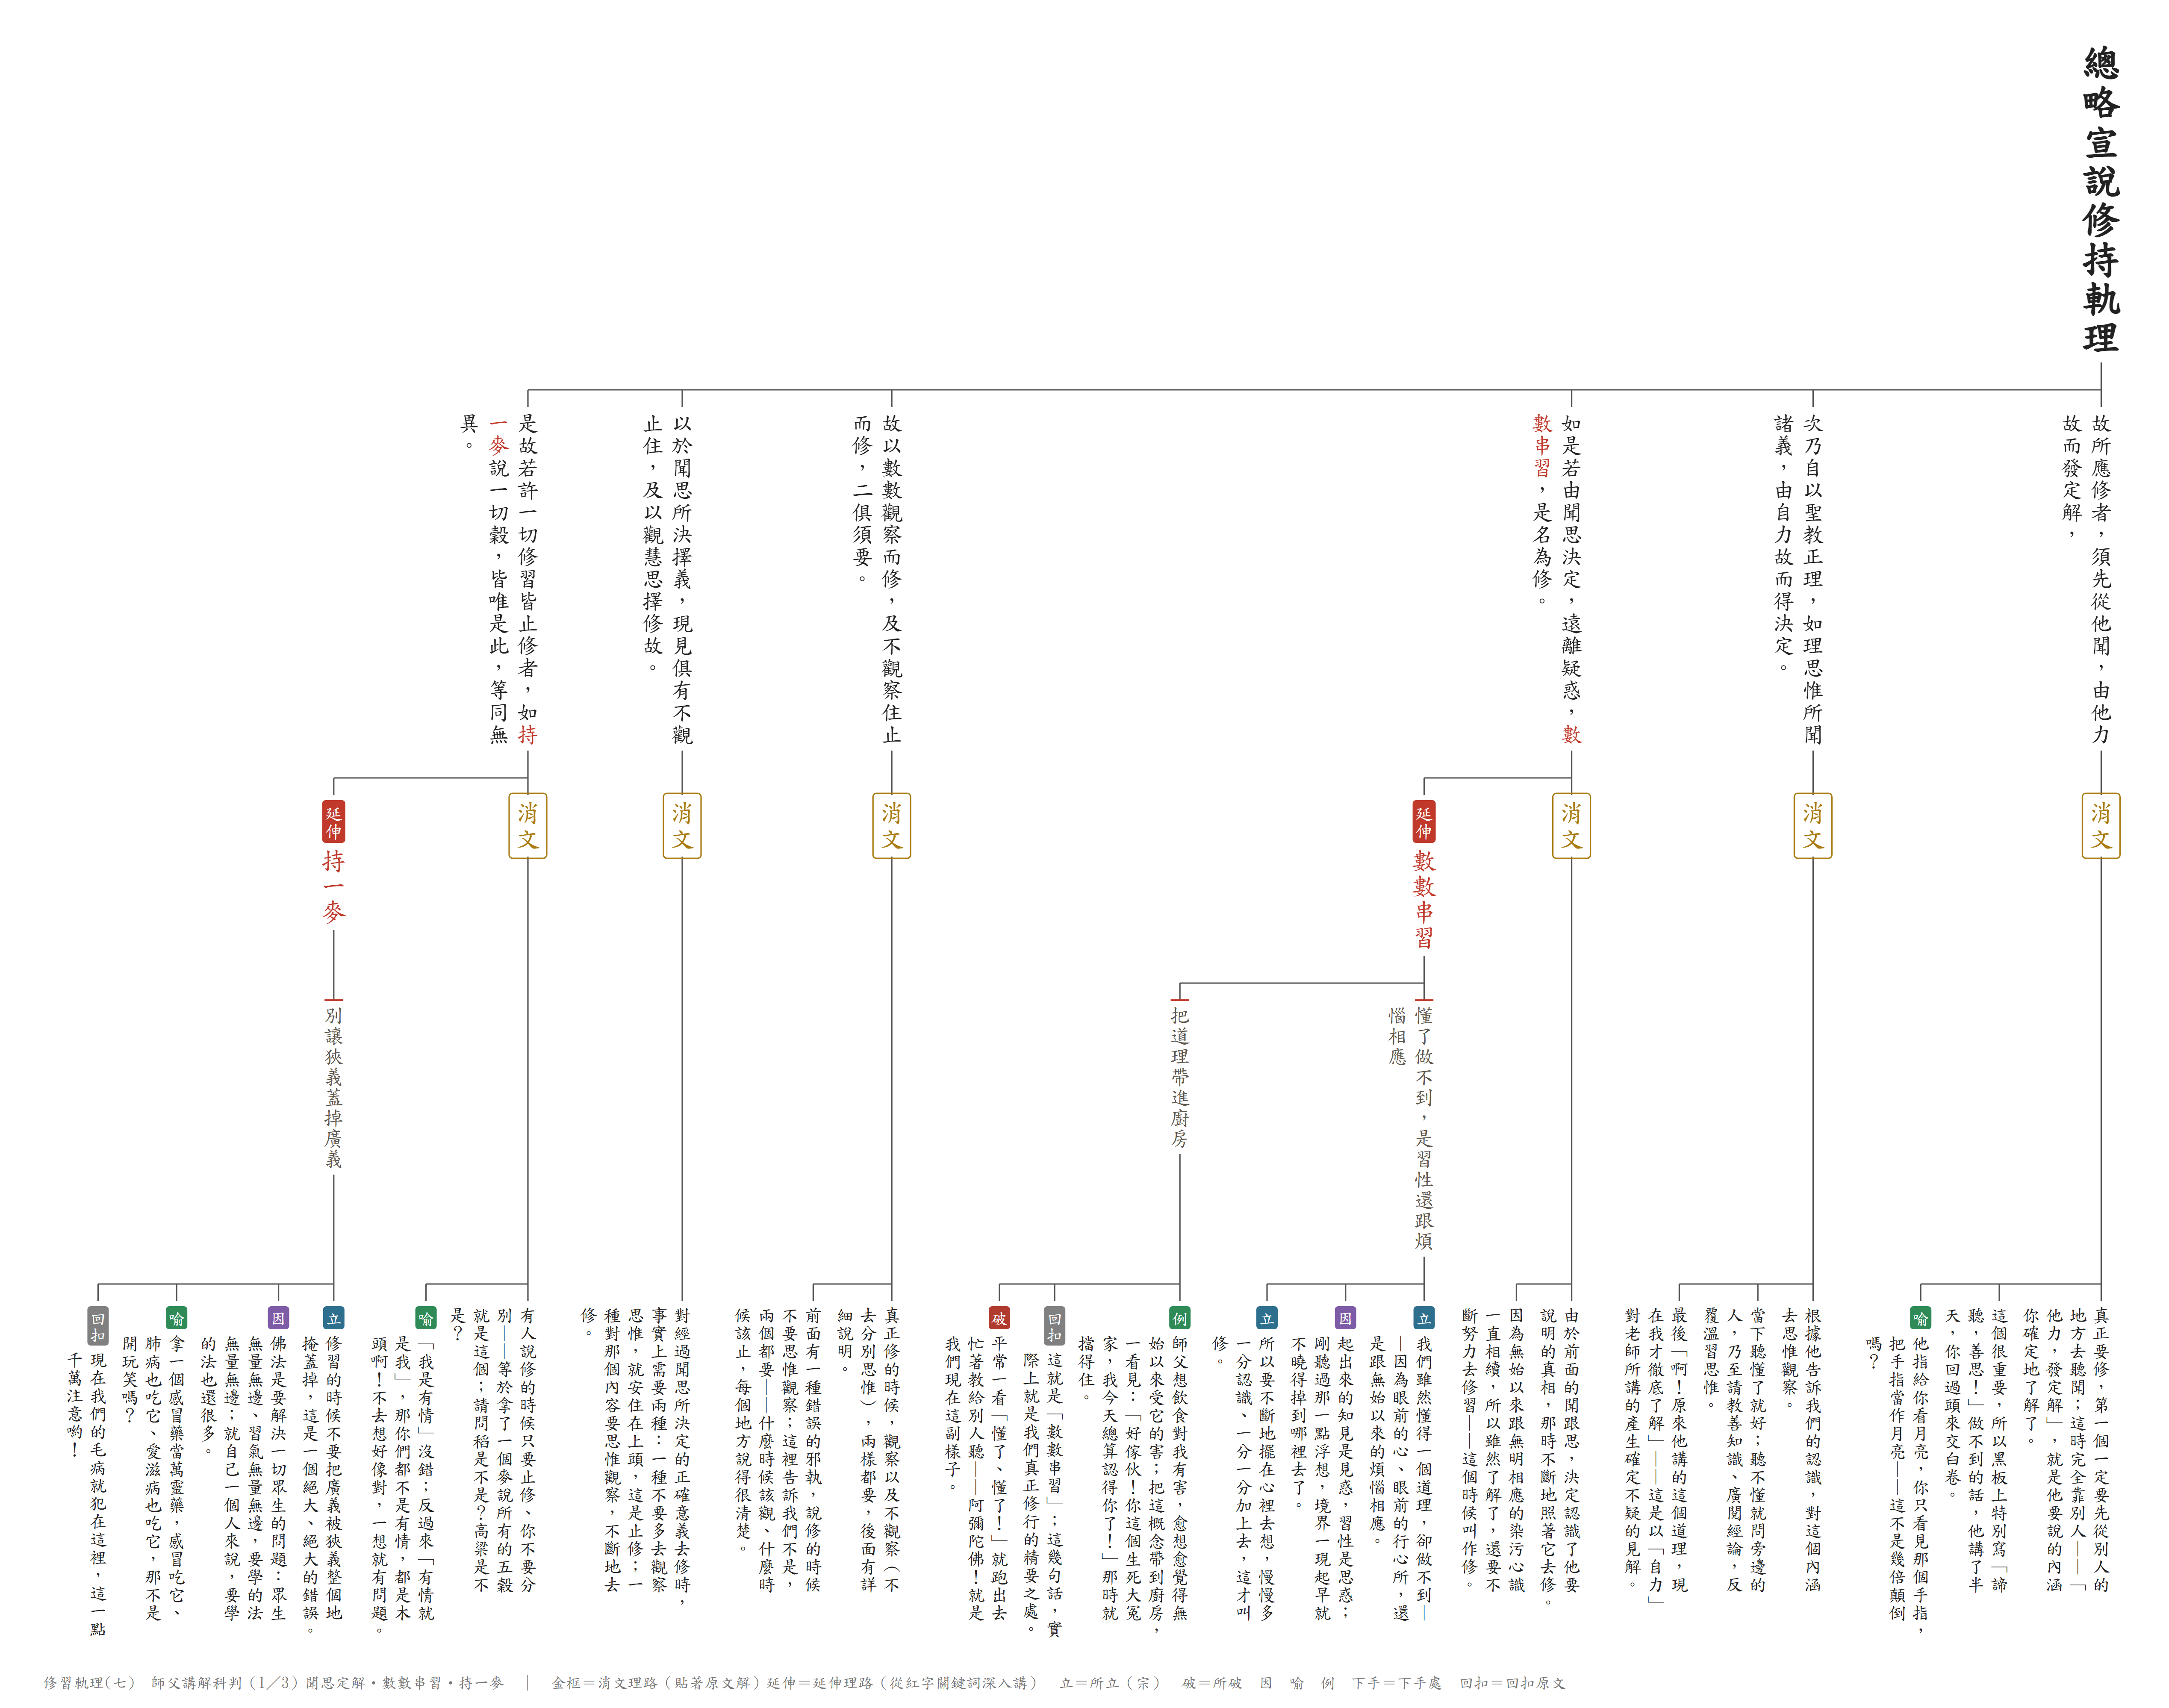 總略宣說修持軌理
故所應修者，須先從他聞，由他力
故而發定解，
次乃自以聖教正理，如理思惟所聞
諸義，由自力故而得決定。
如是若由聞思決定，遠離疑惑，數
數串習，是名為修。
故以數數觀察而修，及不觀察住止
而修，二俱須要。
以於聞思所決擇義，現見俱有不觀
止住，及以觀慧思擇修故。
是故若許一切修習皆止修者，如持
一麥說一切穀，皆唯是此，等同無
異。
消文
消文
消文
延伸
數數串習
消文
消文
消文
延伸
持一麥
懂了做不到，是習性還跟煩
惱相應
把道理帶進廚房
別讓狹義蓋掉廣義
真正要修，第一個一定要先從別人的
地方去聽聞；這時完全靠別人——「
他力，發定解」，就是他要說的內涵
你確定地了解了。
這個很重要，所以黑板上特別寫「諦
聽，善思！」做不到的話，他講了半
天，你回過頭來交白卷。
喻
他指給你看月亮，你只看見那個手指，
把手指當作月亮——這不是幾倍顛倒
嗎？
根據他告訴我們的認識，對這個內涵
去思惟觀察。
當下聽懂了就好；聽不懂就問旁邊的
人，乃至請教善知識、廣閱經論，反
覆溫習思惟。
最後「啊！原來他講的這個道理，現
在我才徹底了解」——這是以「自力」
對老師所講的產生確定不疑的見解。
由於前面的聞跟思，決定認識了他要
說明的真相，那時不斷地照著它去修。
因為無始以來跟無明相應的染污心識
一直相續，所以雖然了解了，還要不
斷努力去修習——這個時候叫作修。
立
我們雖然懂得一個道理，卻做不到—
—因為眼前的心、眼前的行心所，還
是跟無始以來的煩惱相應。
因
起出來的知見是見惑，習性是思惑；
剛聽過那一點浮想，境界一現起早就
不曉得掉到哪裡去了。
立
所以要不斷地擺在心裡去想，慢慢多
一分認識、一分一分加上去，這才叫
修。
例
師父想飲食對我有害，愈想愈覺得無
始以來受它的害；把這概念帶到廚房，
一看見：「好傢伙！你這個生死大冤
家，我今天總算認得你了！」那時就
擋得住。
回扣
這就是「數數串習」；這幾句話，實
際上就是我們真正修行的精要之處。
破
平常一看「懂了、懂了！」就跑出去
忙著教給別人聽——阿彌陀佛！就是
我們現在這副樣子。
真正修的時候，觀察以及不觀察（不
去分別思惟），兩樣都要，後面有詳
細說明。
前面有一種錯誤的邪執，說修的時候
不要思惟觀察；這裡告訴我們不是，
兩個都要——什麼時候該觀、什麼時
候該止，每個地方說得很清楚。
對經過聞思所決定的正確意義去修時，
事實上需要兩種：一種不要多去觀察
思惟，就安住在上頭，這是止修；一
種對那個內容要思惟觀察，不斷地去
修。
有人說修的時候只要止修、你不要分
別——等於拿了一個麥說所有的五穀
就是這個；請問稻是不是？高粱是不
是？
喻
「我是有情」沒錯；反過來「有情就
是我」，那你們都不是有情，都是木
頭啊！不去想好像對，一想就有問題。
立
修習的時候不要把廣義被狹義整個地
掩蓋掉，這是一個絕大、絕大的錯誤。
因
佛法是要解決一切眾生的問題：眾生
無量無邊、習氣無量無邊，要學的法
無量無邊；就自己一個人來說，要學
的法也還很多。
喻
拿一個感冒藥當萬靈藥，感冒吃它、
肺病也吃它、愛滋病也吃它，那不是
開玩笑嗎？
回扣
現在我們的毛病就犯在這裡，這一點
千萬注意喲！
修習軌理（七）　師父講解科判（1／3）聞思定解・數數串習・持一麥　｜　金框＝消文理路（貼著原文解）延伸＝延伸理路（從紅字關鍵詞深入講）　立＝所立（宗）　破＝所破　因　喻　例　下手＝下手處　回扣＝回扣原文